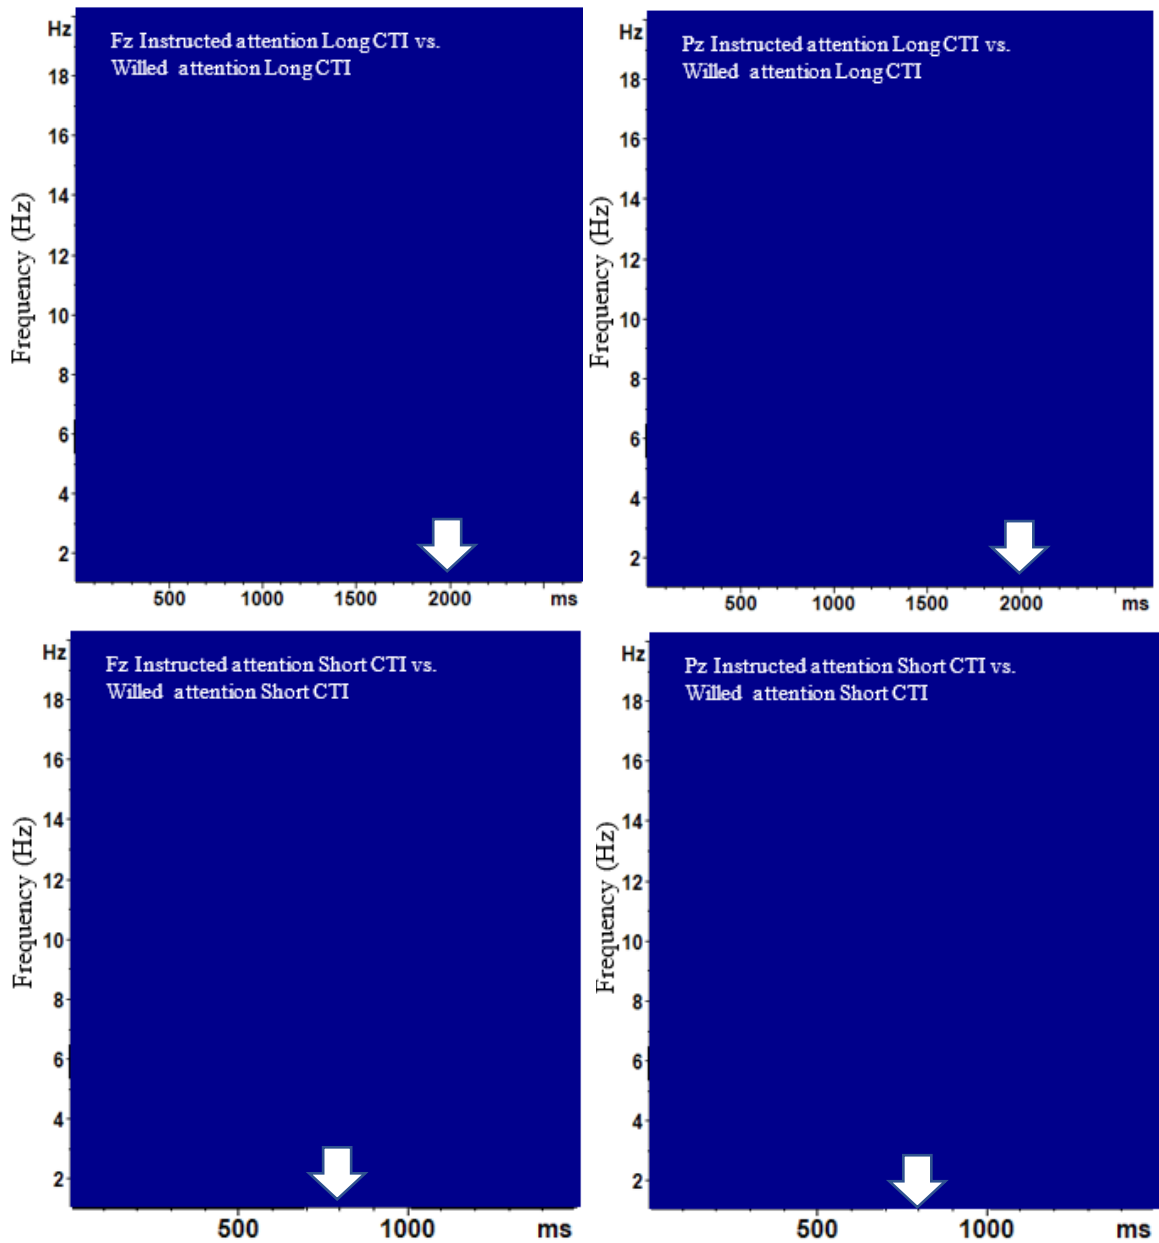 Hz
Fz Instructed attention Long CTI vs.
Willed attention Long CTI
18
16
14
12
10
8
6
4
2
Frequency (Hz)
500 1000 1500 2000 ms
Hz
Pz Instructed attention Long CTI vs.
Willed attention Long CTI
18
16
14
12
10
8
6
4
2
Frequency (Hz)
500 1000 1500 2000 ms
Hz
Fz Instructed attention Short CTI vs.
Willed attention Short CTI
18
16
14
12
10
8
6
4
2
Frequency (Hz)
500 1000 ms
Hz
Pz Instructed attention Short CTI vs.
Willed attention Short CTI
18
16
14
12
10
8
6
4
2
Frequency (Hz)
500 1000 ms